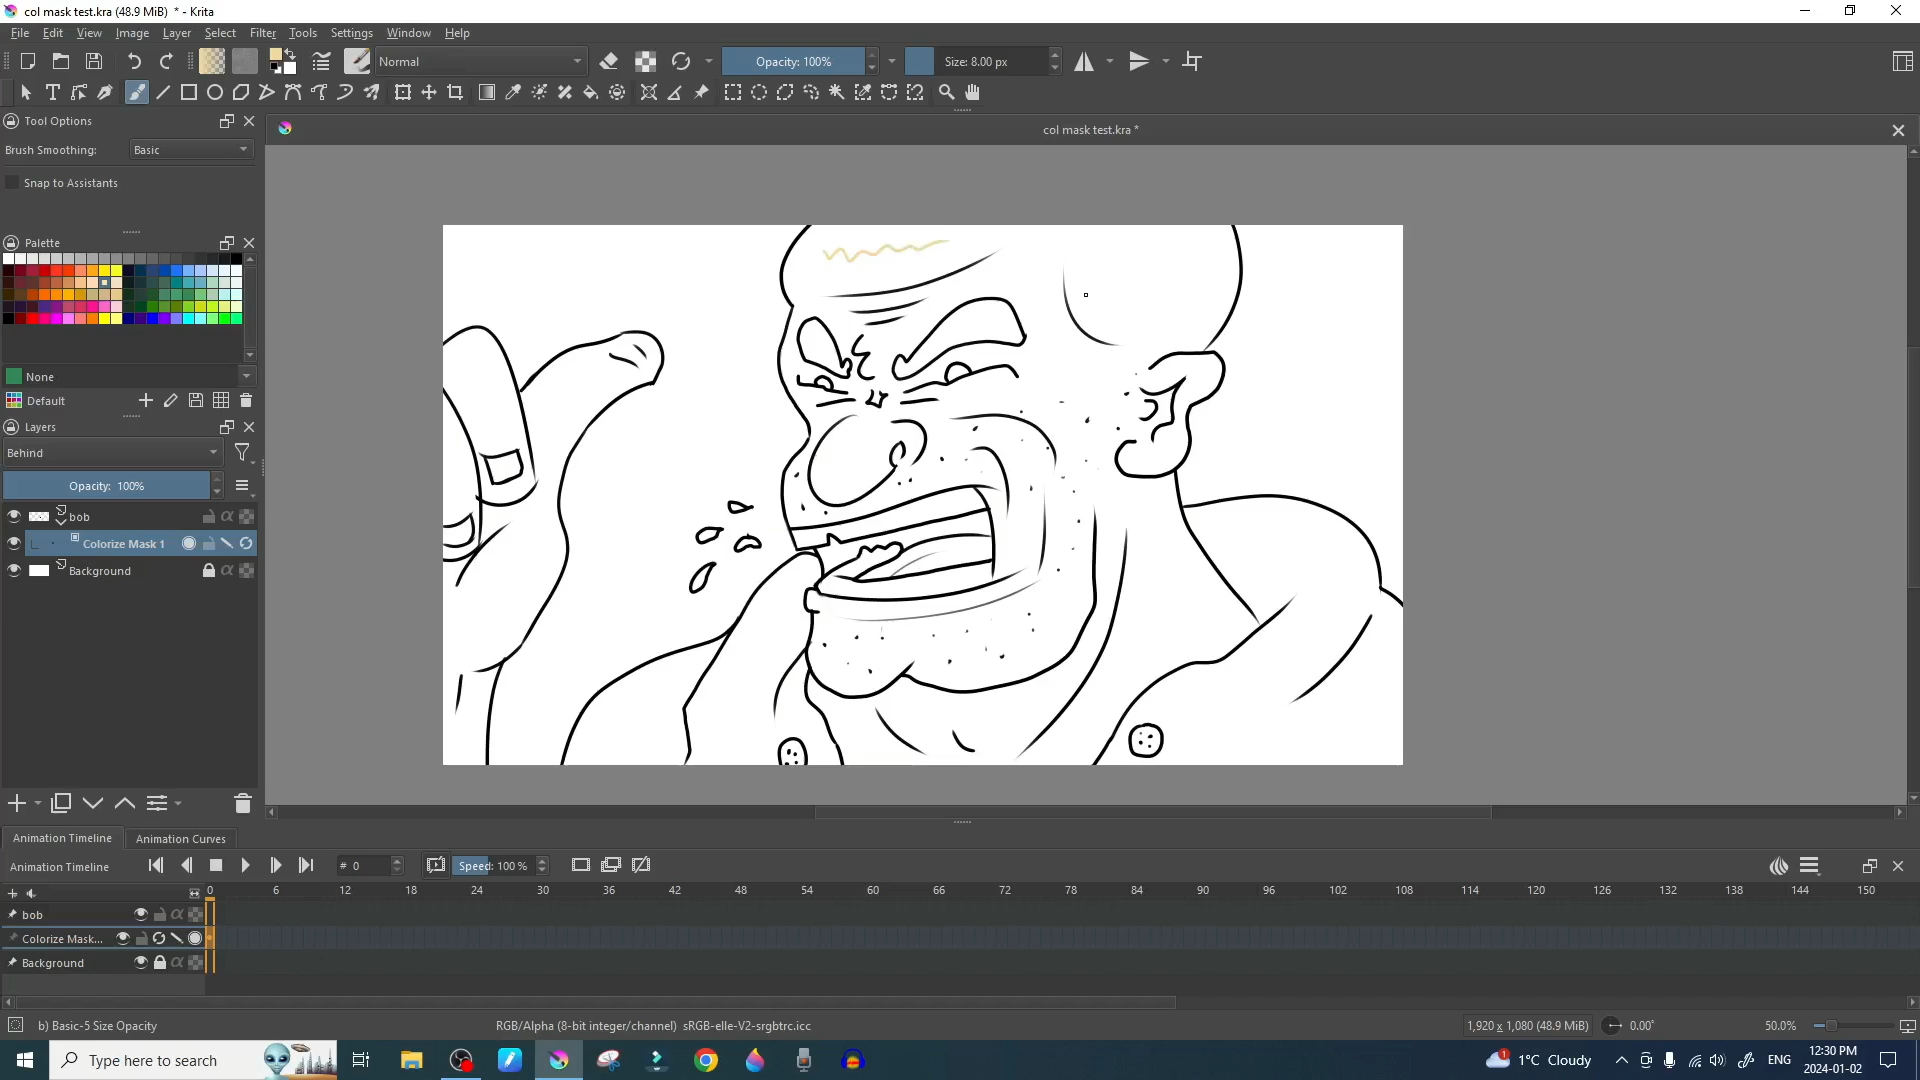 col mask test.kra (48.9 MiB) * - Krita
File Edit View Image Layer Select Filter Tools Settings Window Help
Normal
Opacity: 100%
Size: 8.00 px
Tool Options
col mask test.kra *
Brush Smoothing: Basic
Snap to Assistants
Palette
None
Default
Layers
Behind
Opacity: 100%
bob
Colorize Mask 1
Background
Animation Timeline Animation Curves
Animation Timeline # 0 Speed: 100 %
0 6 12 18 24 30 36 42 48 54 60 66 72 78 84 90 96 102 108 114 120 126 132 138 144 150
bob
Colorize Mask...
Background
b) Basic-5 Size Opacity
RGB/Alpha (8-bit integer/channel) sRGB-elle-V2-srgbtrc.icc
1,920 x 1,080 (48.9 MiB)
0.00°
50.0%
Type here to search
1
1°C Cloudy
ENG
12:30 PM
2024-01-02